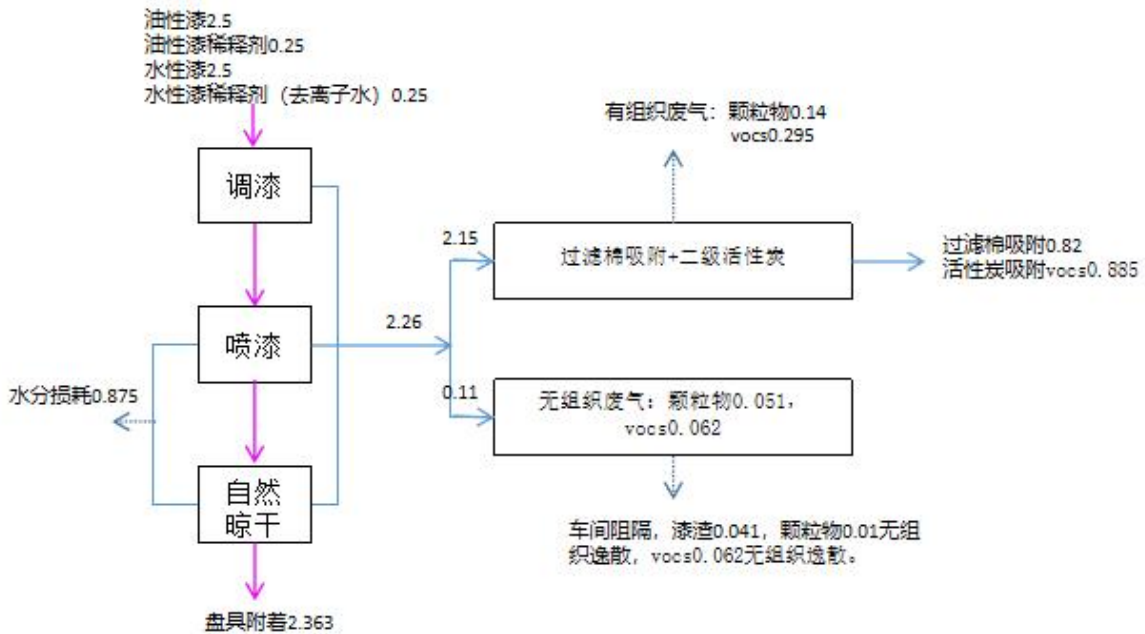 油性漆2.5
油性漆稀释剂0.25
水性漆2.5
水性漆稀释剂（去离子水）0.25
有组织废气：颗粒物0.14
vocs0.295
调漆
2.15
过滤棉吸附+二级活性炭
过滤棉吸附0.82
活性炭吸附vocs0.885
2.26
喷漆
水分损耗0.875
0.11
无组织废气：颗粒物0.051，
vocs0.062
自然
晾干
车间阻隔，漆渣0.041，颗粒物0.01无组
织逸散，vocs0.062无组织逸散。
盘具附着2.363